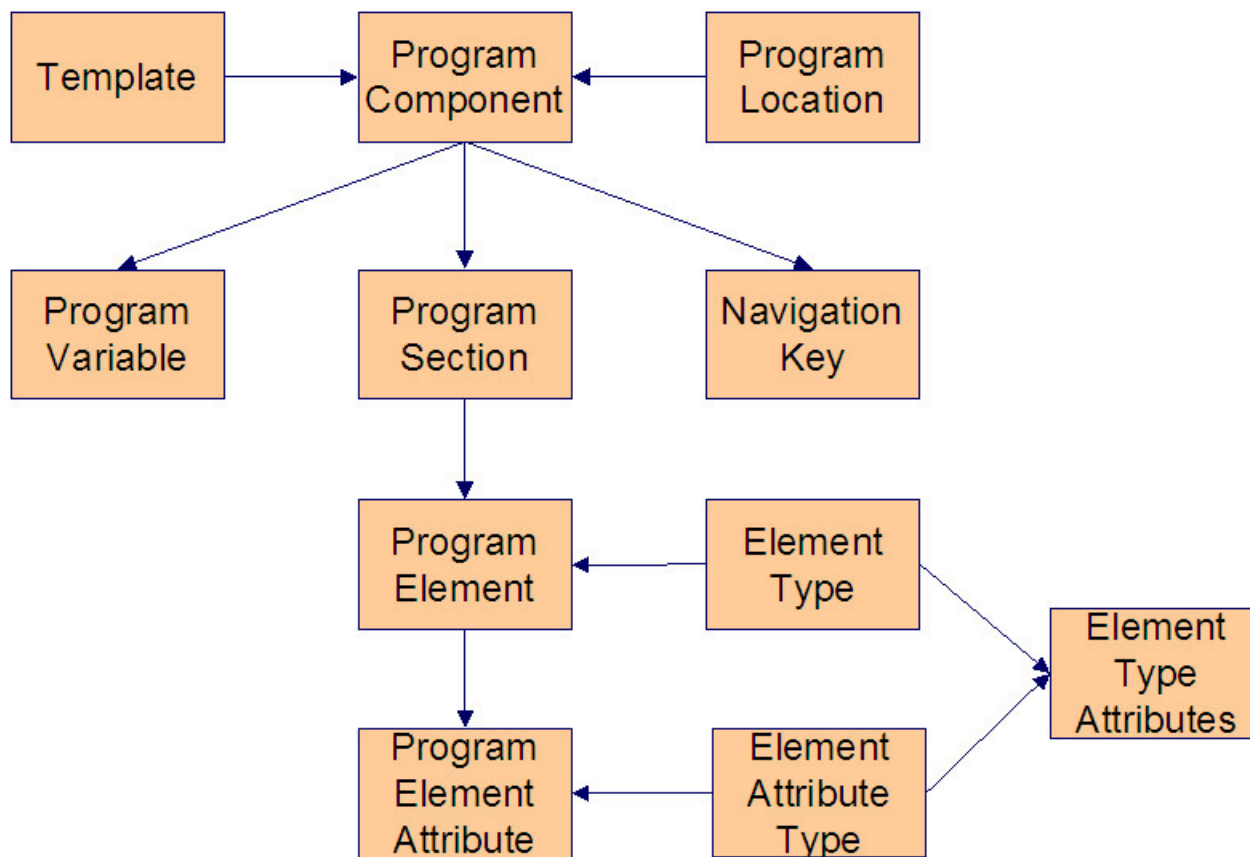 Template
Program
Component
Program
Location
Program
Variable
Program
Section
Navigation
Key
Program
Element
Element
Type
Element
Type
Attributes
Program
Element
Attribute
Element
Attribute
Type